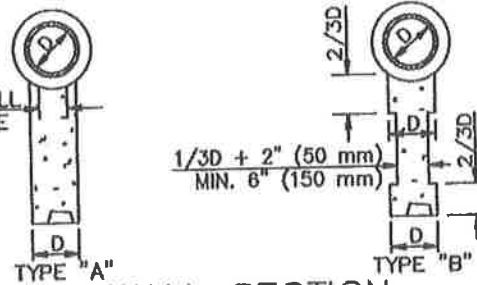 D
D
2/3D
D
2/3D
1/3D + 2" (50 mm)
MIN. 6" (150 mm)
D
D
TYPE "A"
TYPE "B"
SECTION